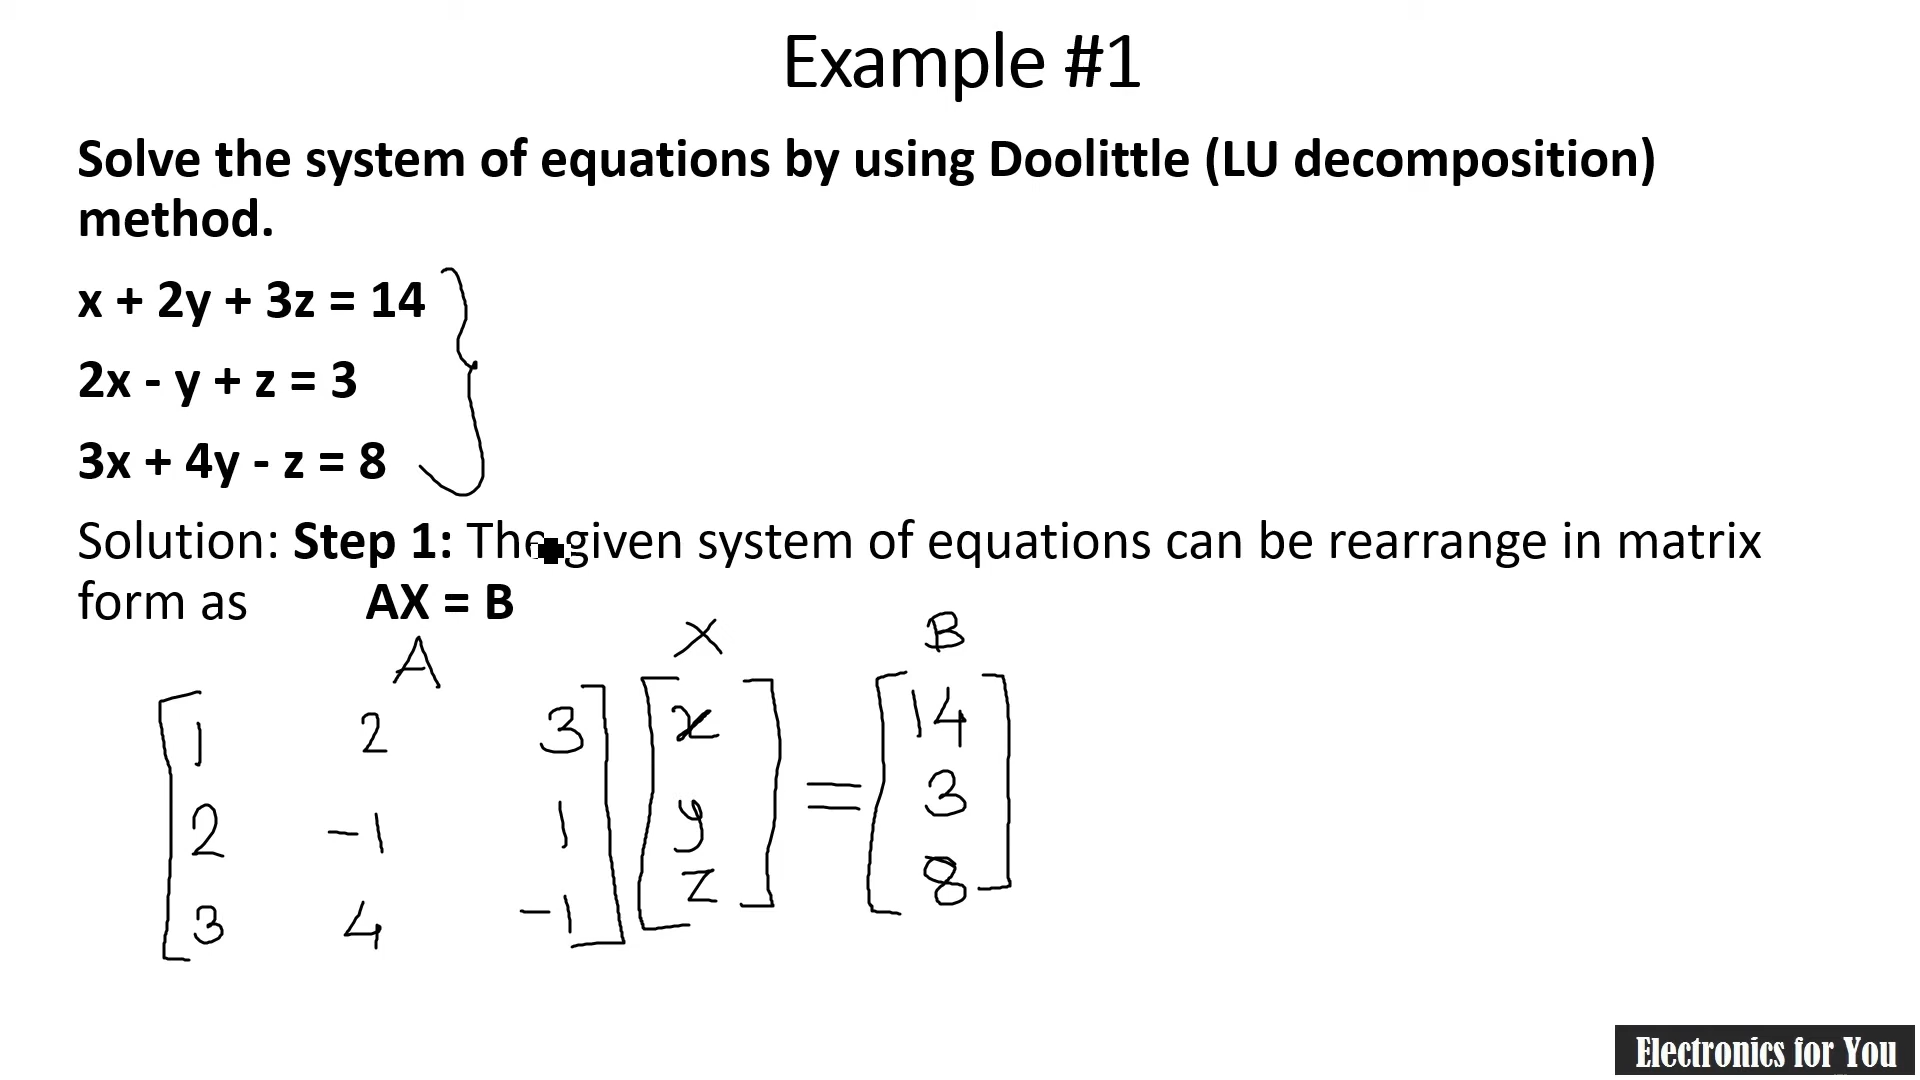 Example #1
Solve the system of equations by using Doolittle (LU decomposition)
method.
x + 2y + 3z = 14
2x - y + z = 3
3x + 4y - z = 8
Solution: Step 1: The given system of equations can be rearrange in matrix
form as AX = B
A X B
1 2 3 x 14
2 -1 1 y = 3
3 4 -1 z 8
Electronics for You